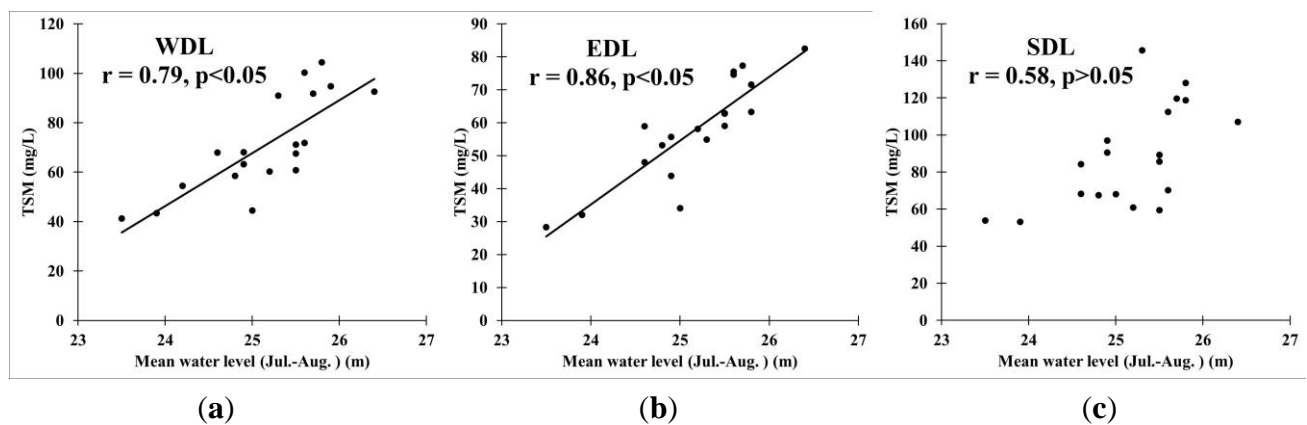 120
100
80
60
40
20
0
TSM (mg/L)
WDL
r = 0.79, p<0.05
23 24 25 26 27
Mean water level (Jul.-Aug. ) (m)
(a)
90
80
70
60
50
40
30
20
10
0
TSM (mg/L)
EDL
r = 0.86, p<0.05
23 24 25 26 27
Mean water level (Jul.-Aug. ) (m)
(b)
160
140
120
100
80
60
40
20
0
TSM (mg/L)
SDL
r = 0.58, p>0.05
23 24 25 26 27
Mean water level (Jul.-Aug. ) (m)
(c)